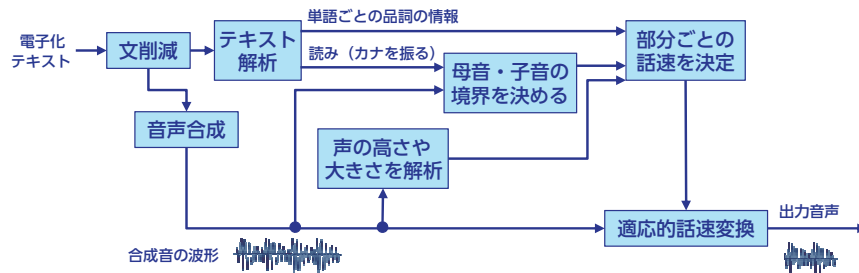 電子化
テキスト
文削減
テキスト
解析
単語ごとの品詞の情報
読み（カナを振る）
母音・子音の
境界を決める
部分ごとの
話速を決定
音声合成
声の高さや
大きさを解析
適応的話速変換
出力音声
合成音の波形